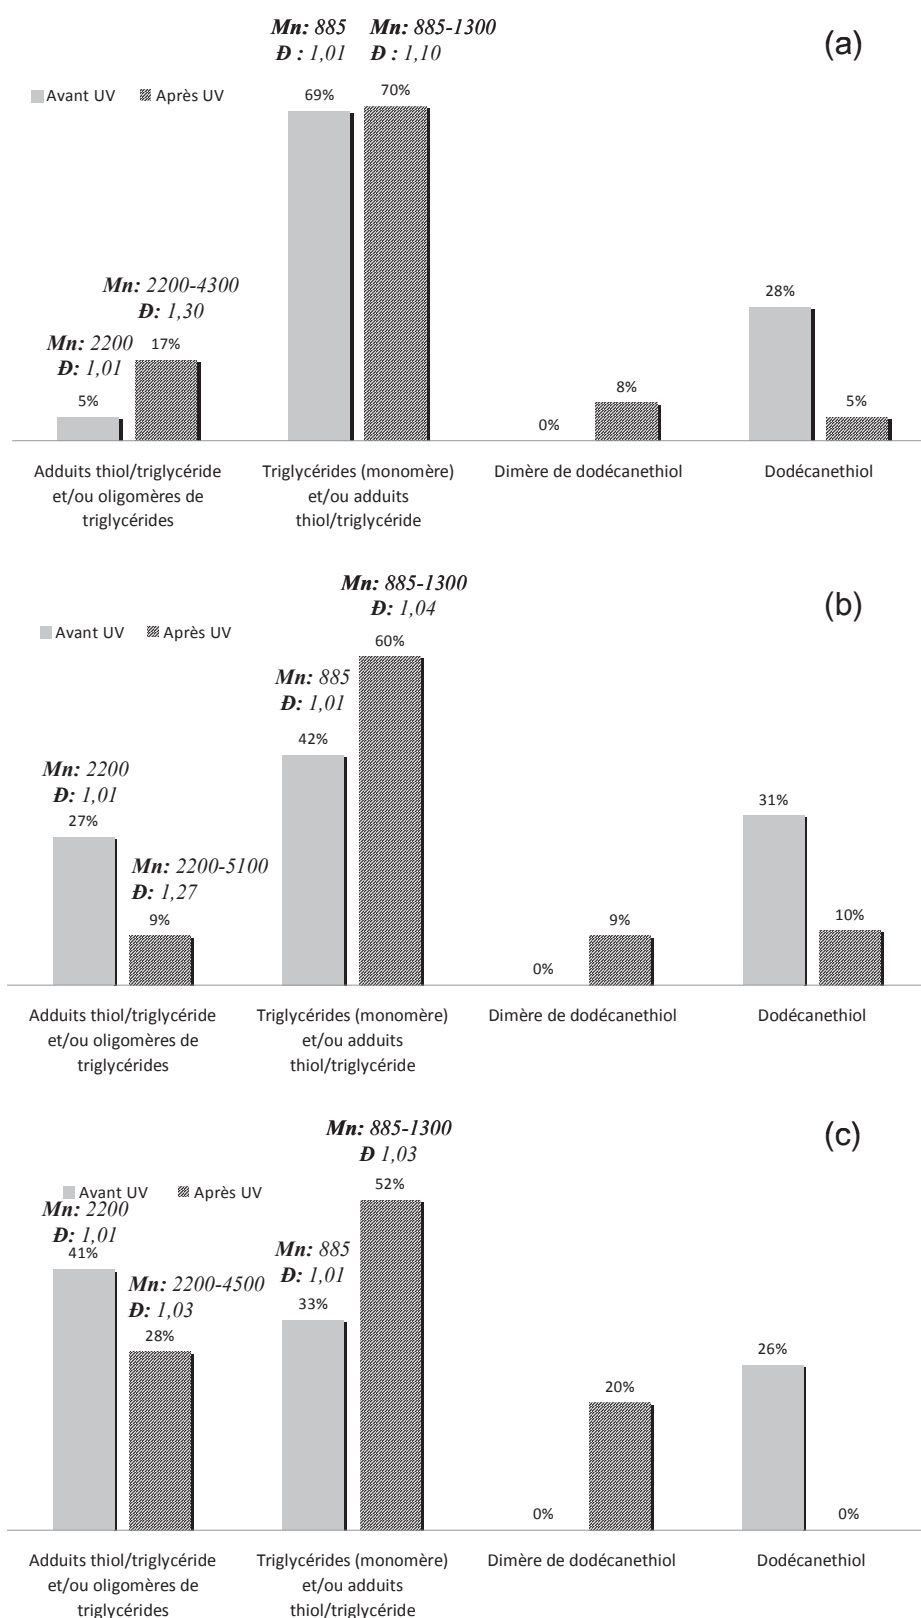 Mn: 885 Mn: 885-1300
Đ : 1,01 Đ : 1,10
(a)
Avant UV Après UV
69% 70%
Mn: 2200-4300
Đ: 1,30
28%
Mn: 2200 17%
Đ: 1,01
5%
8%
0%
5%
Adduits thiol/triglycéride
et/ou oligomères de
triglycérides
Triglycérides (monomère)
et/ou adduits
thiol/triglycéride
Dimère de dodécanethiol
Dodécanethiol
Mn: 885-1300
Đ: 1,04
(b)
Avant UV Après UV
60%
Mn: 885
Đ: 1,01
42%
Mn: 2200
Đ: 1,01
27%
31%
Mn: 2200-5100
Đ: 1,27
9%
0%
9%
10%
Adduits thiol/triglycéride
et/ou oligomères de
triglycérides
Triglycérides (monomère)
et/ou adduits
thiol/triglycéride
Dimère de dodécanethiol
Dodécanethiol
Mn: 885-1300
Đ 1,03
(c)
Avant UV Après UV
52%
Mn: 2200
Đ: 1,01
41%
Mn: 885
Đ: 1,01
33%
Mn: 2200-4500
Đ: 1,03
28%
26%
20%
0%
0%
Adduits thiol/triglycéride
et/ou oligomères de
triglycérides
Triglycérides (monomère)
et/ou adduits
thiol/triglycéride
Dimère de dodécanethiol
Dodécanethiol